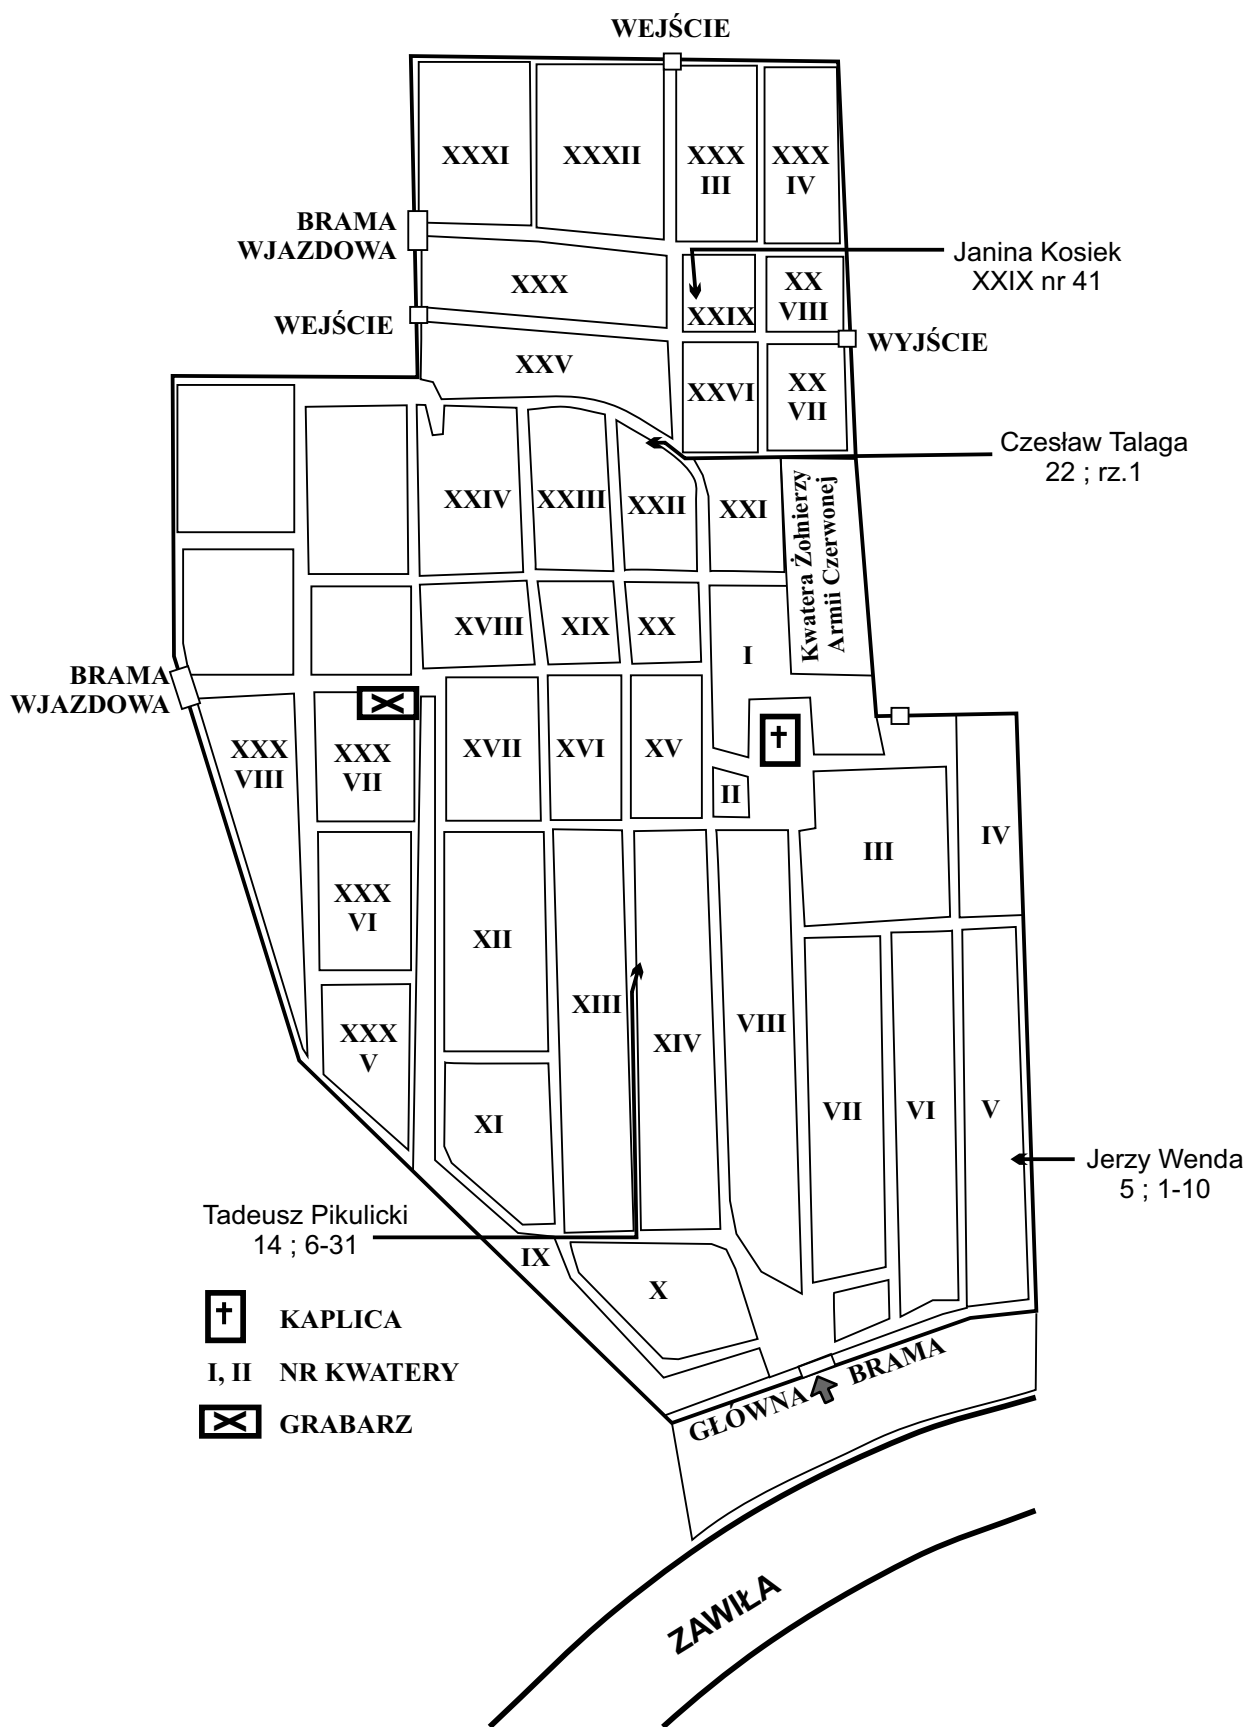 WEJŚCIE
XXXI
XXXII
XXX
III
XXX
IV
BRAMA
WJAZDOWA
Janina Kosiek
XXIX nr 41
XXX
XXIX
XX
VIII
WEJŚCIE
WYJŚCIE
XXV
XXVI
XX
VII
Czesław Talaga
22 ; rz.1
XXIV
XXIII
XXII
XXI
Kwatera Żołnierzy
Armii Czerwonej
XVIII
XIX
XX
I
BRAMA
WJAZDOWA
XXX
VIII
XXX
VII
XVII
XVI
XV
II
III
IV
XXX
VI
XII
XIII
XIV
VIII
XXX
V
XI
VII
VI
V
Jerzy Wenda
5 ; 1-10
Tadeusz Pikulicki
14 ; 6-31
IX
X
KAPLICA
I, II NR KWATERY
GRABARZ
GŁÓWNA BRAMA
ZAWIŁA